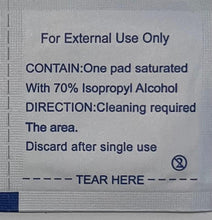 For External Use Only
CONTAIN:One pad saturated
With 70% Isopropyl Alcohol
DIRECTION:Cleaning required
The area.
Discard after single use
TEAR HERE